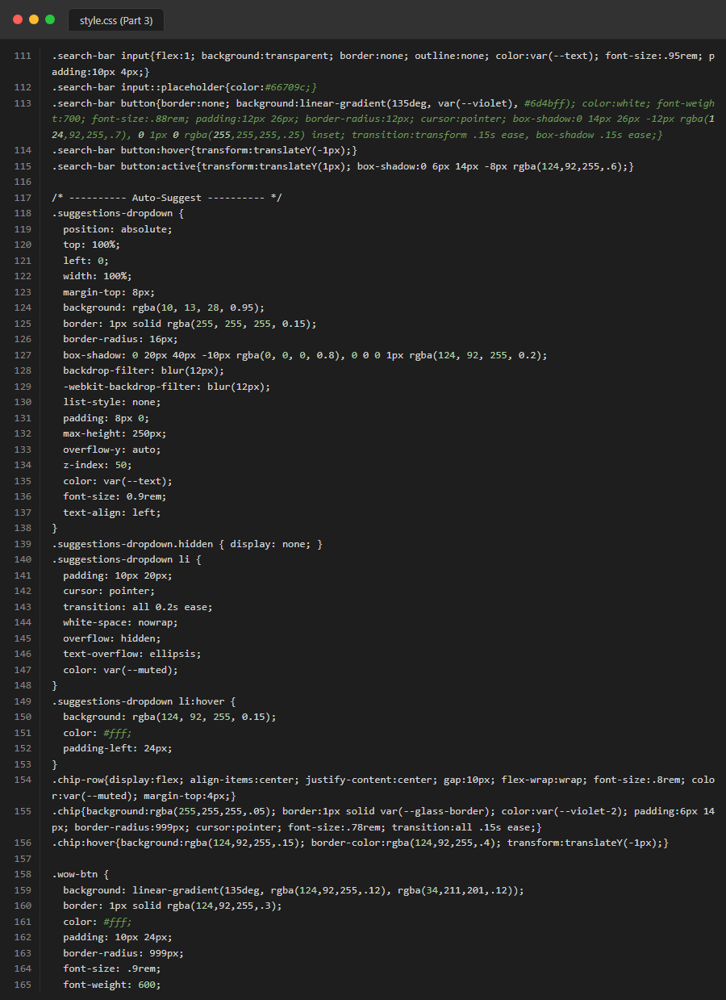 style.css (Part 3)
111 .search-bar input{flex:1; background:transparent; border:none; outline:none; color:var(--text); font-size:.95rem; p
adding:10px 4px;}
112 .search-bar input::placeholder{color:#66709c;}
113 .search-bar button{border:none; background:linear-gradient(135deg, var(--violet), #6d4bff); color:white; font-weigh
t:700; font-size:.88rem; padding:12px 26px; border-radius:12px; cursor:pointer; box-shadow:0 14px 26px -12px rgba(1
24,92,255,.7), 0 1px 0 rgba(255,255,255,.25) inset; transition:transform .15s ease, box-shadow .15s ease;}
114 .search-bar button:hover{transform:translateY(-1px);}
115 .search-bar button:active{transform:translateY(1px); box-shadow:0 6px 14px -8px rgba(124,92,255,.6);}
116
117 /* ---------- Auto-Suggest ---------- */
118 .suggestions-dropdown {
119   position: absolute;
120   top: 100%;
121   left: 0;
122   width: 100%;
123   margin-top: 8px;
124   background: rgba(10, 13, 28, 0.95);
125   border: 1px solid rgba(255, 255, 255, 0.15);
126   border-radius: 16px;
127   box-shadow: 0 20px 40px -10px rgba(0, 0, 0, 0.8), 0 0 0 1px rgba(124, 92, 255, 0.2);
128   backdrop-filter: blur(12px);
129   -webkit-backdrop-filter: blur(12px);
130   list-style: none;
131   padding: 8px 0;
132   max-height: 250px;
133   overflow-y: auto;
134   z-index: 50;
135   color: var(--text);
136   font-size: 0.9rem;
137   text-align: left;
138 }
139 .suggestions-dropdown.hidden { display: none; }
140 .suggestions-dropdown li {
141   padding: 10px 20px;
142   cursor: pointer;
143   transition: all 0.2s ease;
144   white-space: nowrap;
145   overflow: hidden;
146   text-overflow: ellipsis;
147   color: var(--muted);
148 }
149 .suggestions-dropdown li:hover {
150   background: rgba(124, 92, 255, 0.15);
151   color: #fff;
152   padding-left: 24px;
153 }
154 .chip-row{display:flex; align-items:center; justify-content:center; gap:10px; flex-wrap:wrap; font-size:.8rem; colo
r:var(--muted); margin-top:4px;}
155 .chip{background:rgba(255,255,255,.05); border:1px solid var(--glass-border); color:var(--violet-2); padding:6px 14
px; border-radius:999px; cursor:pointer; font-size:.78rem; transition:all .15s ease;}
156 .chip:hover{background:rgba(124,92,255,.15); border-color:rgba(124,92,255,.4); transform:translateY(-1px);}
157
158 .wow-btn {
159   background: linear-gradient(135deg, rgba(124,92,255,.12), rgba(34,211,201,.12));
160   border: 1px solid rgba(124,92,255,.3);
161   color: #fff;
162   padding: 10px 24px;
163   border-radius: 999px;
164   font-size: .9rem;
165   font-weight: 600;